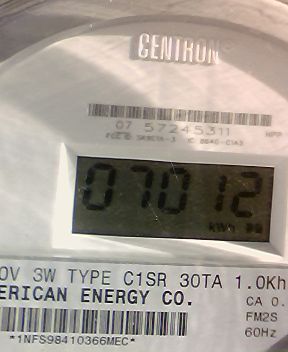 CENTRON®
07 57245311 HPP
07012
kWh
0V 3W TYPE C1SR 30TA 1.0Kh
ERICAN ENERGY CO. CA 0.
FM2S
*1NFS98410366MEC* 60Hz